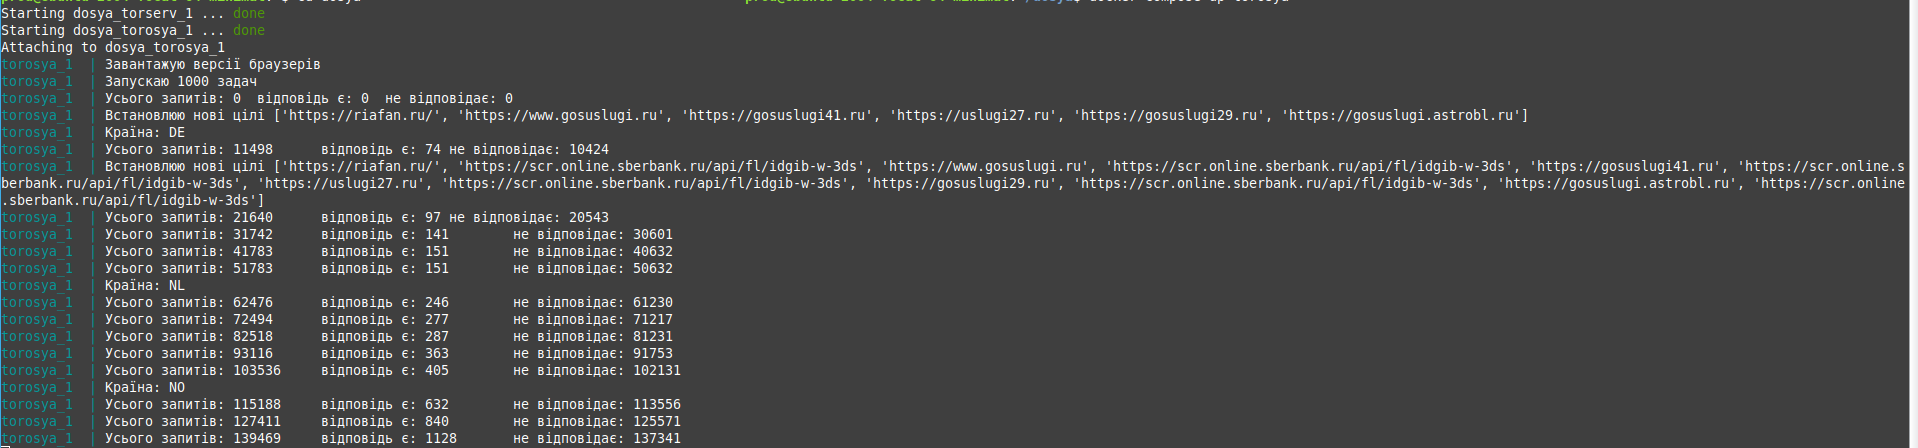 Starting dosya_torserv_1 ... done
Starting dosya_torosya_1 ... done
Attaching to dosya_torosya_1
torosya_1 | Завантажую версії браузерів
torosya_1 | Запускаю 1000 задач
torosya_1 | Усього запитів: 0 відповідь є: 0 не відповідає: 0
torosya_1 | Встановлюю нові цілі ['https://riafan.ru/', 'https://www.gosuslugi.ru', 'https://gosuslugi41.ru', 'https://uslugi27.ru', 'https://gosuslugi29.ru', 'https://gosuslugi.astrobl.ru']
torosya_1 | Країна: DE
torosya_1 | Усього запитів: 11498 відповідь є: 74 не відповідає: 10424
torosya_1 | Встановлюю нові цілі ['https://riafan.ru/', 'https://scr.online.sberbank.ru/api/fl/idgib-w-3ds', 'https://www.gosuslugi.ru', 'https://scr.online.sberbank.ru/api/fl/idgib-w-3ds', 'https://gosuslugi41.ru', 'https://scr.online.s
berbank.ru/api/fl/idgib-w-3ds', 'https://uslugi27.ru', 'https://scr.online.sberbank.ru/api/fl/idgib-w-3ds', 'https://gosuslugi29.ru', 'https://scr.online.sberbank.ru/api/fl/idgib-w-3ds', 'https://gosuslugi.astrobl.ru', 'https://scr.online
.sberbank.ru/api/fl/idgib-w-3ds']
torosya_1 | Усього запитів: 21640 відповідь є: 97 не відповідає: 20543
torosya_1 | Усього запитів: 31742 відповідь є: 141 не відповідає: 30601
torosya_1 | Усього запитів: 41783 відповідь є: 151 не відповідає: 40632
torosya_1 | Усього запитів: 51783 відповідь є: 151 не відповідає: 50632
torosya_1 | Країна: NL
torosya_1 | Усього запитів: 62476 відповідь є: 246 не відповідає: 61230
torosya_1 | Усього запитів: 72494 відповідь є: 277 не відповідає: 71217
torosya_1 | Усього запитів: 82518 відповідь є: 287 не відповідає: 81231
torosya_1 | Усього запитів: 93116 відповідь є: 363 не відповідає: 91753
torosya_1 | Усього запитів: 103536 відповідь є: 405 не відповідає: 102131
torosya_1 | Країна: NO
torosya_1 | Усього запитів: 115188 відповідь є: 632 не відповідає: 113556
torosya_1 | Усього запитів: 127411 відповідь є: 840 не відповідає: 125571
torosya_1 | Усього запитів: 139469 відповідь є: 1128 не відповідає: 137341